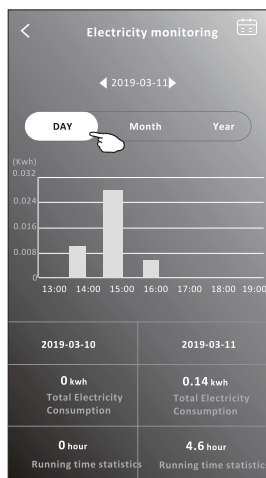 Electricity monitoring
2019-03-11
DAY Month Year
(Kwh)
0.032
0.024
0.016
0.008
0
13:00 14:00 15:00 16:00 17:00 18:00 19:00
2019-03-10 2019-03-11
0 kwh 0.14 kwh
Total Electricity Total Electricity
Consumption Consumption
0 hour 4.6 hour
Running time statistics Running time statistic